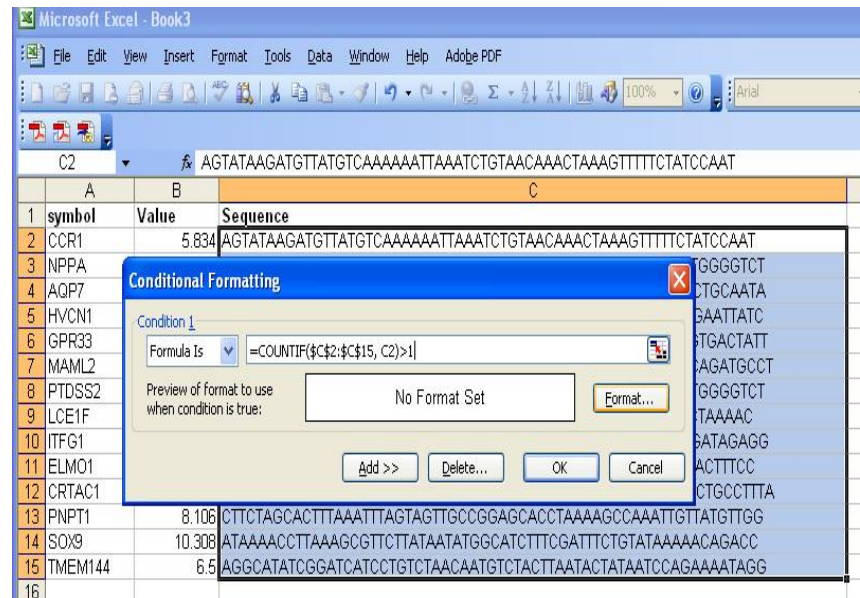 Microsoft Excel - Book3
File Edit View Insert Format Tools Data Window Help Adobe PDF
100% Arial
C2 fx AGTATAAGATGTTATGTCAAAAAATTAAATCTGTAACAAACTAAAGTTTTTCTATCCAAT
A B C
1 symbol Value Sequence
2 CCR1 5.834 AGTATAAGATGTTATGTCAAAAAATTAAATCTGTAACAAACTAAAGTTTTTCTATCCAAT
3 NPPA TGGGGTCT
4 AQP7 CTGCAATA
5 HVCN1 GAATTATC
6 GPR33 GTGACTATT
7 MAML2 CAGATGCCT
8 PTDSS2 TGGGGTCT
9 LCE1F CTAAAAC
10 ITFG1 GATAGAGG
11 ELMO1 ACTTTCC
12 CRTAC1 CTGCCTTTA
13 PNPT1 8.106 CTTCTAGCACTTTAAATTTAGTAGTTGCCGGAGCACCTAAAAGCCAAATTGTTATGTTGG
14 SOX9 10.308 ATAAAACCTTAAAGCGTTCTTATAATATGGCATCTTTCGATTTCTGTATAAAAACAGACC
15 TMEM144 6.5 AGGCATATCGGATCATCCTGTCTAACAATGTCTACTTAATACTATAATCCAGAAAATAGG
16
Conditional Formatting
Condition 1
Formula Is =COUNTIF($C$2:$C$15, C2)>1
Preview of format to use
when condition is true:
No Format Set
Format...
Add >> Delete... OK Cancel